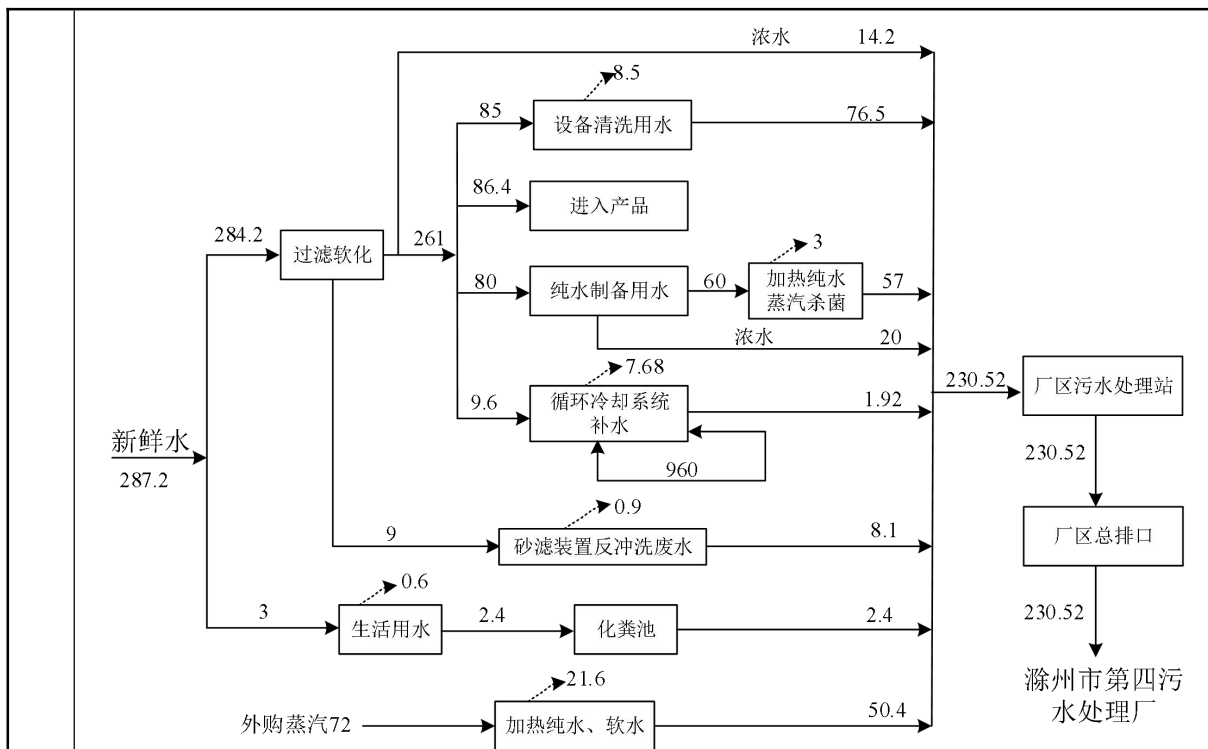 浓水 14.2
8.5
85 设备清洗用水 76.5
86.4 进入产品
284.2 过滤软化 261
3
80 纯水制备用水 60 加热纯水 57
蒸汽杀菌
浓水 20
7.68
9.6 循环冷却系统 1.92
补水
960
230.52 厂区污水处理站
230.52
新鲜水
287.2
0.9
9 砂滤装置反冲洗废水 8.1
厂区总排口
0.6
3 生活用水 2.4 化粪池 2.4
230.52
21.6
外购蒸汽72 加热纯水、软水 50.4
滁州市第四污
水处理厂